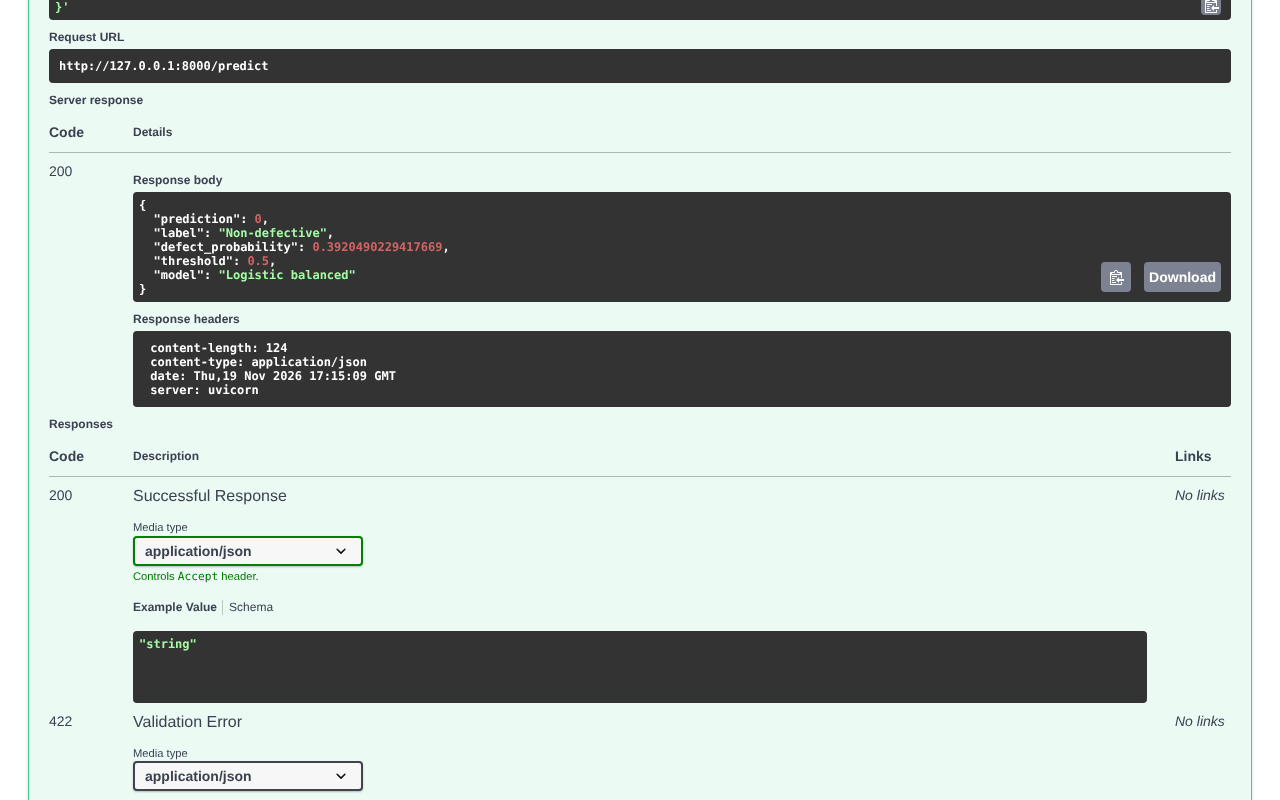 }'
Request URL
http://127.0.0.1:8000/predict
Server response
Code Details
200
Response body
{
  "prediction": 0,
  "label": "Non-defective",
  "defect_probability": 0.3920490229417669,
  "threshold": 0.5,
  "model": "Logistic balanced"
}
Download
Response headers
content-length: 124
content-type: application/json
date: Thu,19 Nov 2026 17:15:09 GMT
server: uvicorn
Responses
Code Description Links
200 Successful Response No links
Media type
application/json
Controls Accept header.
Example Value Schema
"string"
422 Validation Error No links
Media type
application/json